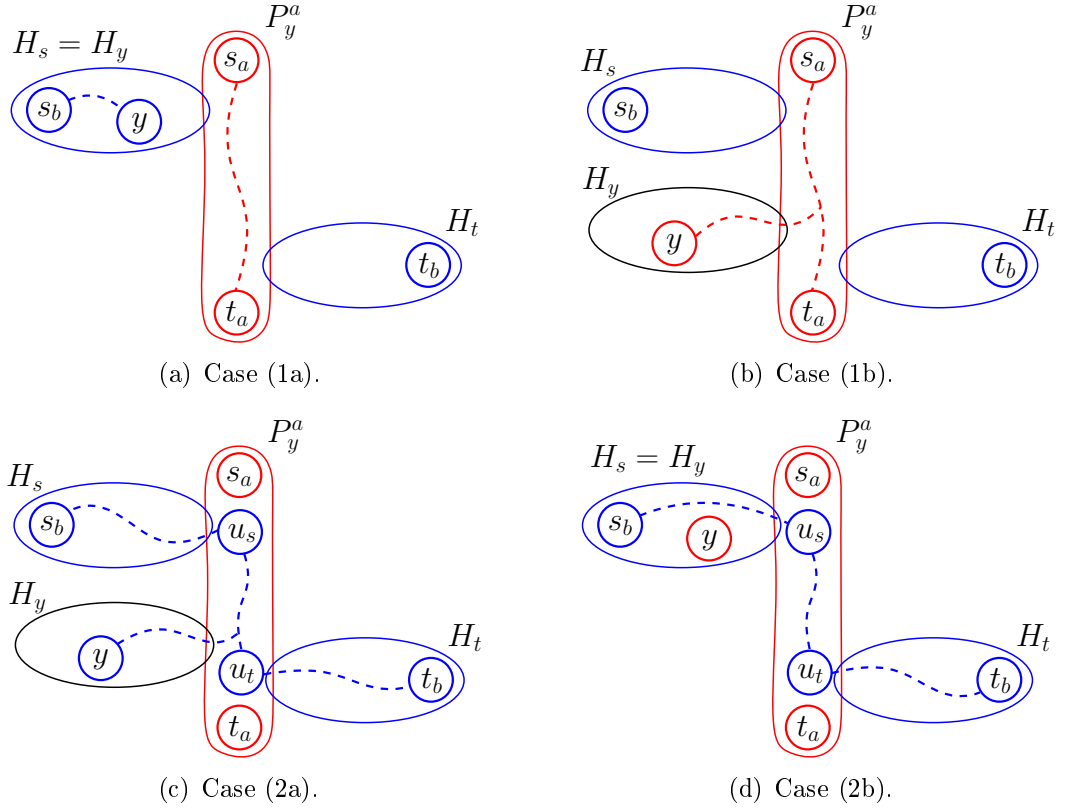 P_y^a
H_s = H_y
s_a
s_b
y
H_t
t_b
t_a
(a) Case (1a).
P_y^a
H_s
s_a
s_b
H_y
y
H_t
t_b
t_a
(b) Case (1b).
P_y^a
H_s
s_a
s_b
u_s
H_y
y
H_t
u_t
t_b
t_a
(c) Case (2a).
P_y^a
H_s = H_y
s_a
s_b
y
u_s
H_t
u_t
t_b
t_a
(d) Case (2b).